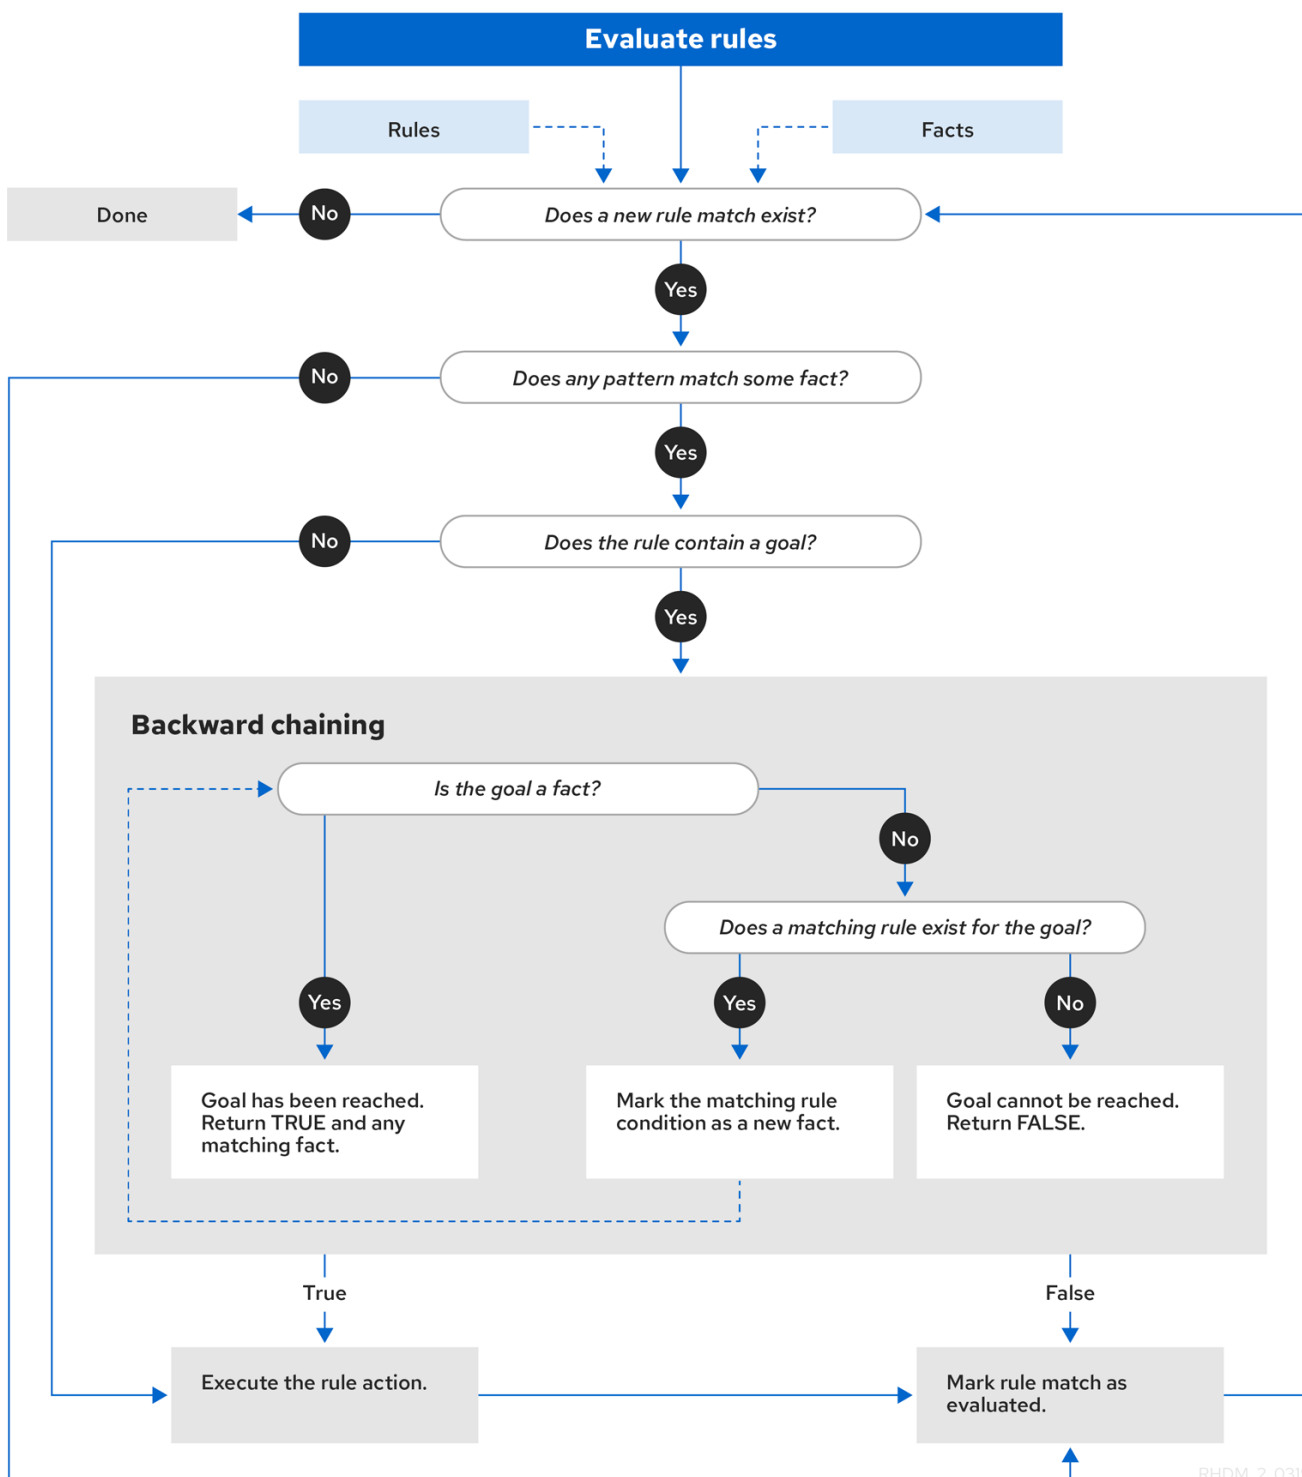 Evaluate rules
Rules
Facts
Done
No
Does a new rule match exist?
Yes
No
Does any pattern match some fact?
Yes
No
Does the rule contain a goal?
Yes
Backward chaining
Is the goal a fact?
No
Does a matching rule exist for the goal?
Yes
Yes
No
Goal has been reached.
Return TRUE and any
matching fact.
Mark the matching rule
condition as a new fact.
Goal cannot be reached.
Return FALSE.
True
False
Execute the rule action.
Mark rule match as
evaluated.